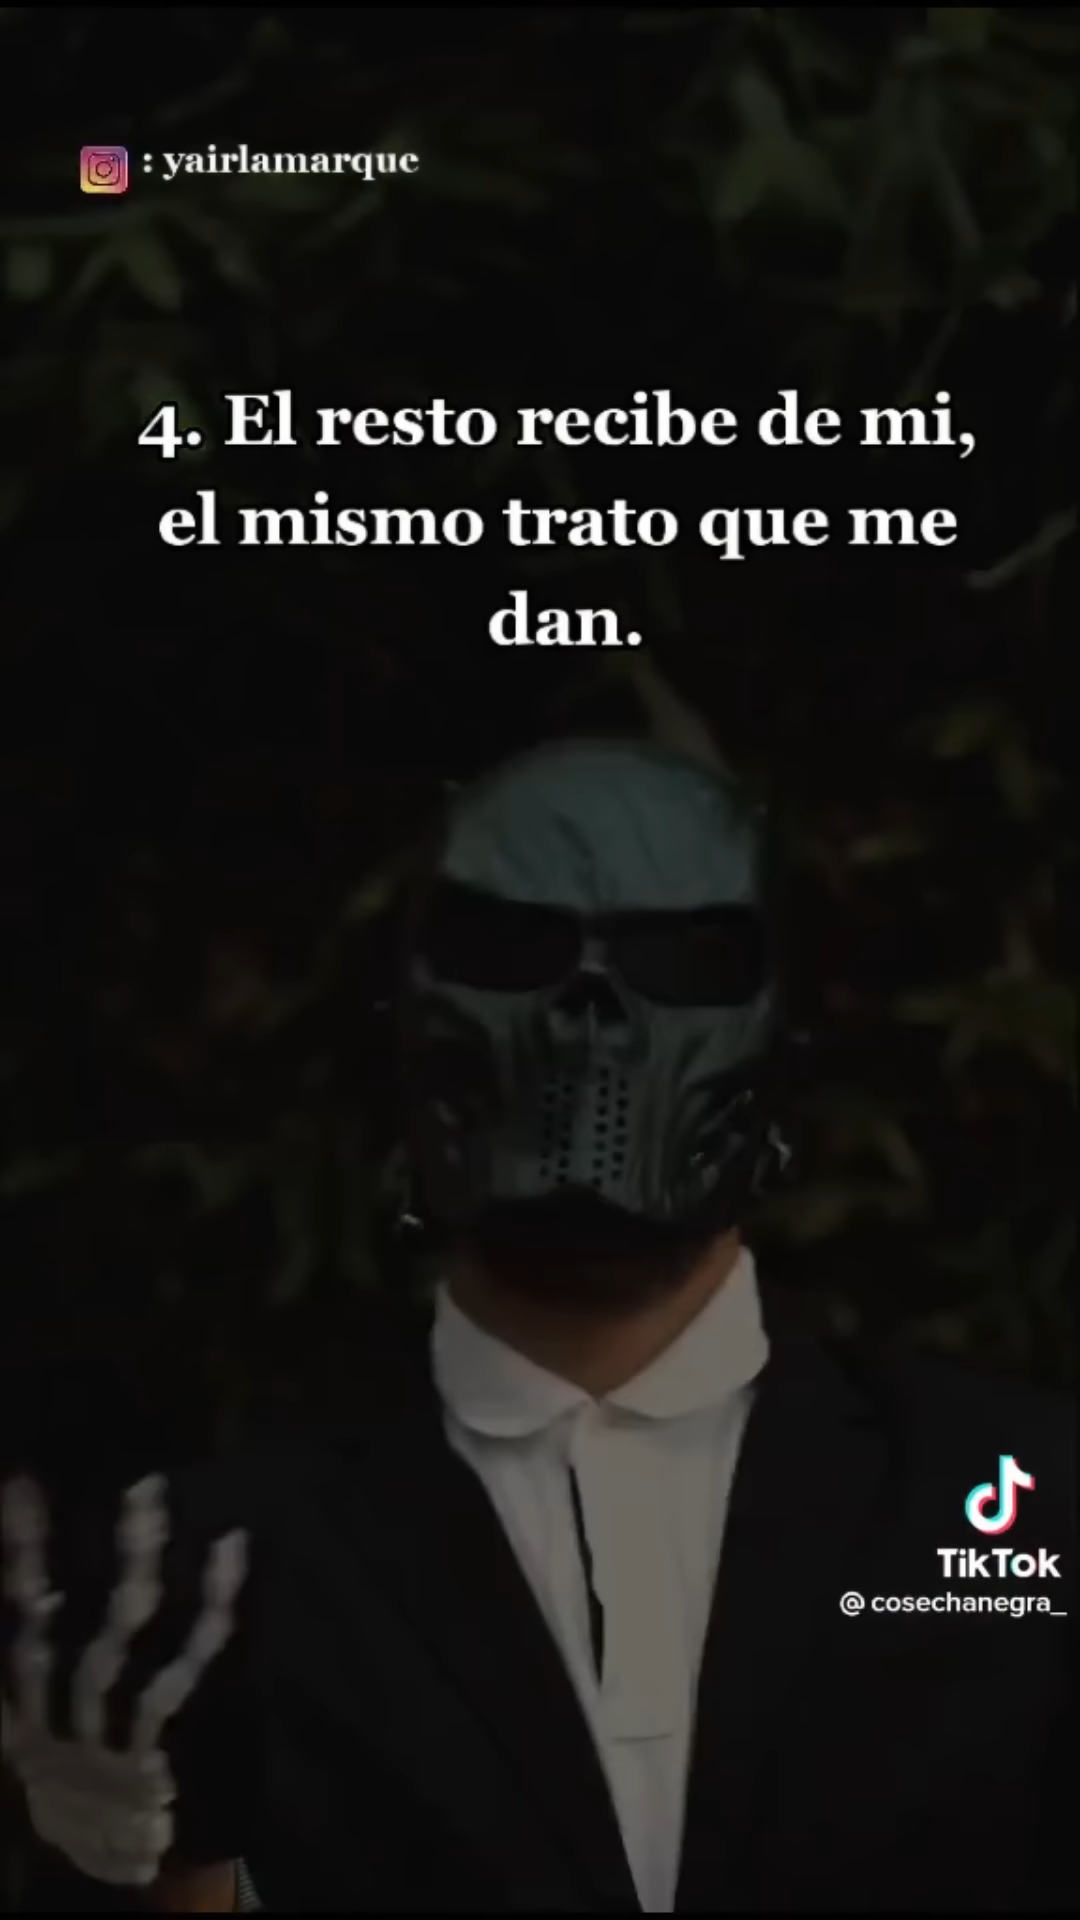 : yairlamarque
4. El resto recibe de mi,
el mismo trato que me
dan.
TikTok
@cosechanegra_